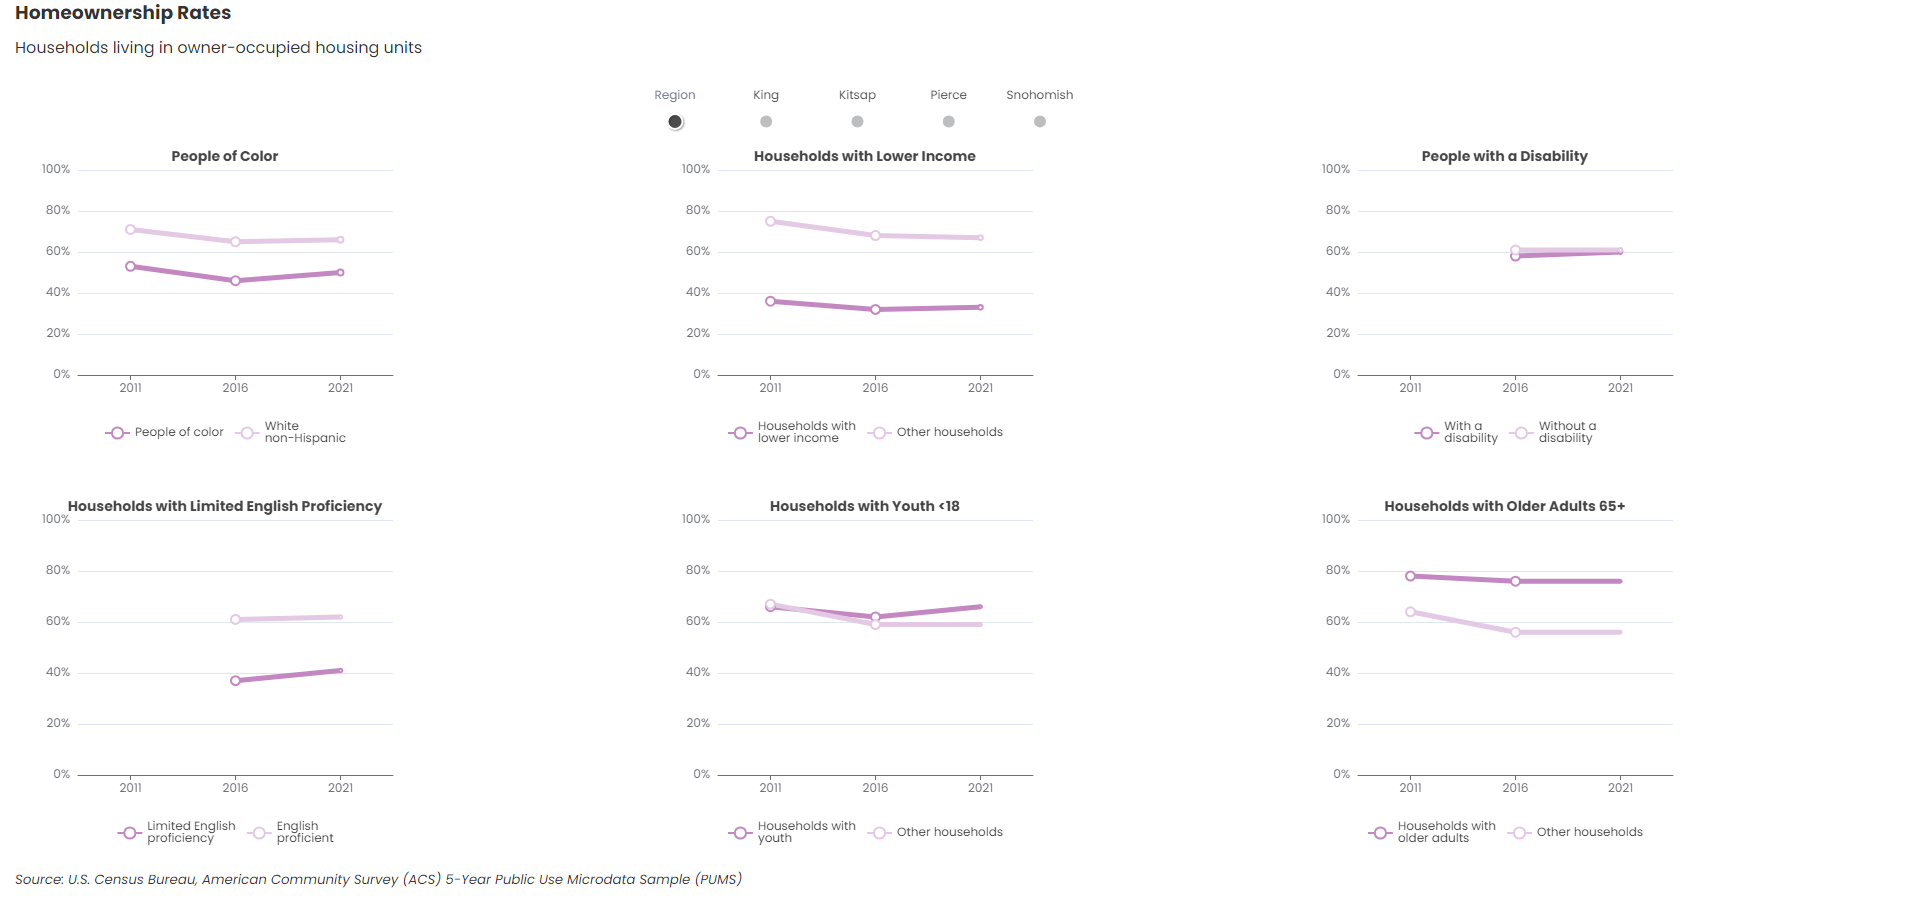 Homeownership Rates
Households living in owner-occupied housing units
Region King Kitsap Pierce Snohomish
People of Color
100%
80%
60%
40%
20%
0%
2011 2016 2021
People of color
White
non-Hispanic
Households with Lower Income
100%
80%
60%
40%
20%
0%
2011 2016 2021
Households with
lower income
Other households
People with a Disability
100%
80%
60%
40%
20%
0%
2011 2016 2021
With a
disability
Without a
disability
Households with Limited English Proficiency
100%
80%
60%
40%
20%
0%
2011 2016 2021
Limited English
proficiency
English
proficient
Households with Youth <18
100%
80%
60%
40%
20%
0%
2011 2016 2021
Households with
youth
Other households
Households with Older Adults 65+
100%
80%
60%
40%
20%
0%
2011 2016 2021
Households with
older adults
Other households
Source: U.S. Census Bureau, American Community Survey (ACS) 5-Year Public Use Microdata Sample (PUMS)